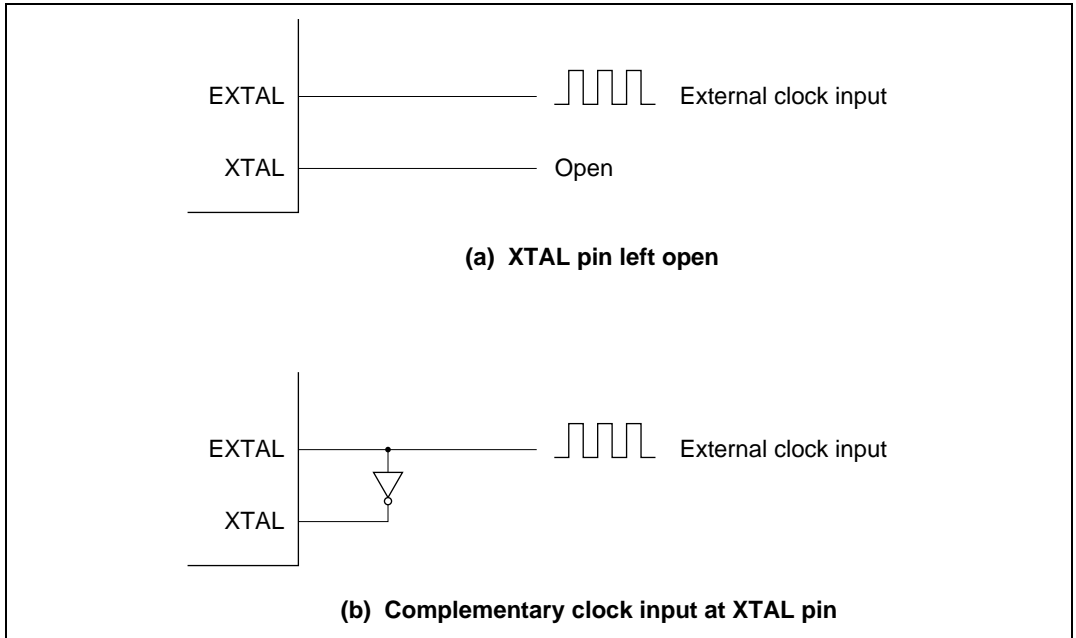 EXTAL External clock input
XTAL Open
(a) XTAL pin left open
EXTAL External clock input
XTAL
(b) Complementary clock input at XTAL pin